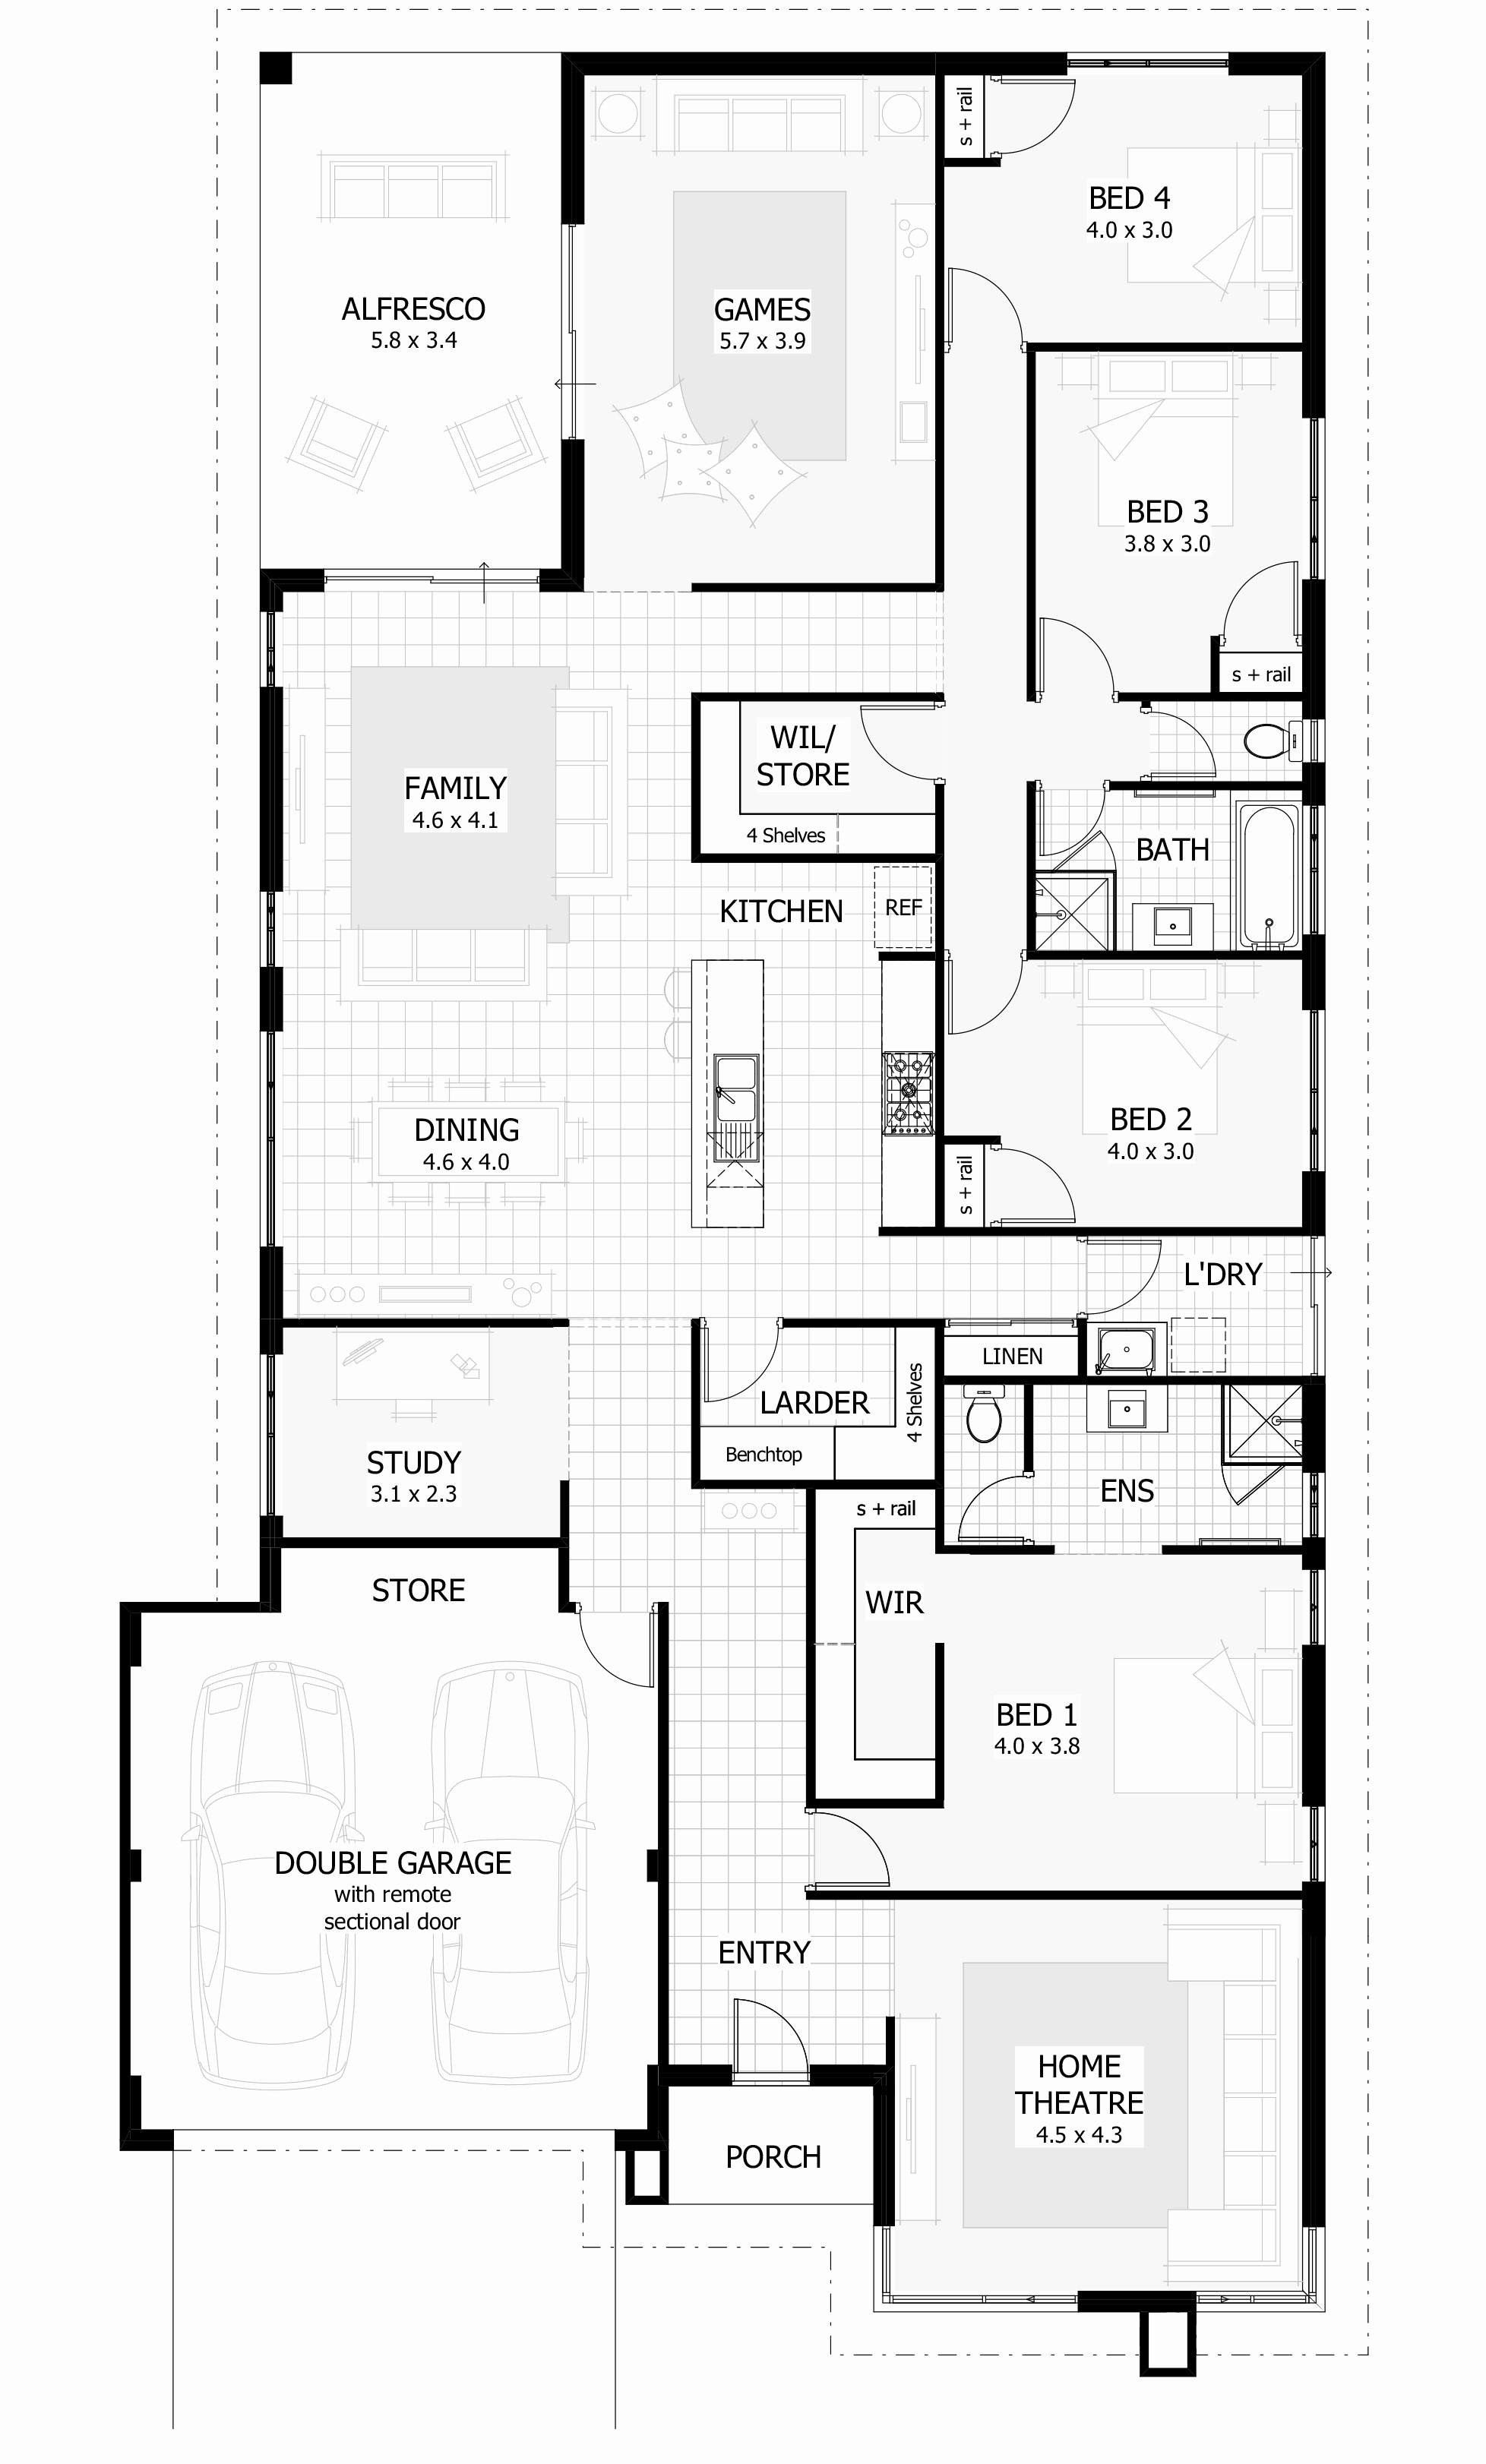 s + rail
BED 4
4.0 x 3.0
ALFRESCO
5.8 x 3.4
GAMES
5.7 x 3.9
BED 3
3.8 x 3.0
s + rail
WIL/
STORE
4 Shelves
FAMILY
4.6 x 4.1
BATH
KITCHEN
REF
DINING
4.6 x 4.0
BED 2
4.0 x 3.0
s + rail
L'DRY
LINEN
LARDER
4 Shelves
Benchtop
STUDY
3.1 x 2.3
ENS
s + rail
STORE
WIR
BED 1
4.0 x 3.8
DOUBLE GARAGE
with remote
sectional door
ENTRY
HOME
THEATRE
4.5 x 4.3
PORCH